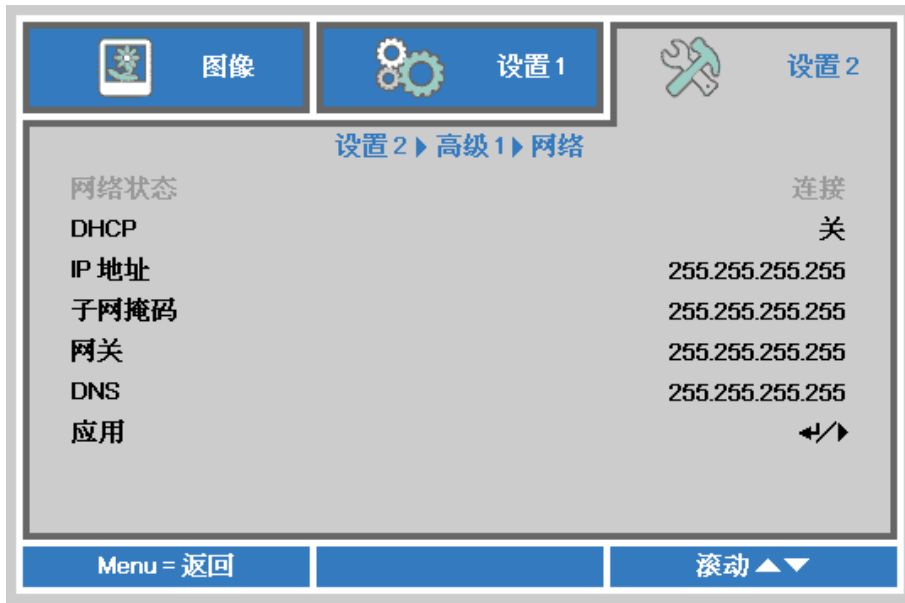 图像 设置 1 设置 2
设置 2 ▶ 高级 1 ▶ 网络
网络状态 连接
DHCP 关
IP 地址 255.255.255.255
子网掩码 255.255.255.255
网关 255.255.255.255
DNS 255.255.255.255
应用 ↵/▶
Menu = 返回 滚动 ▲▼